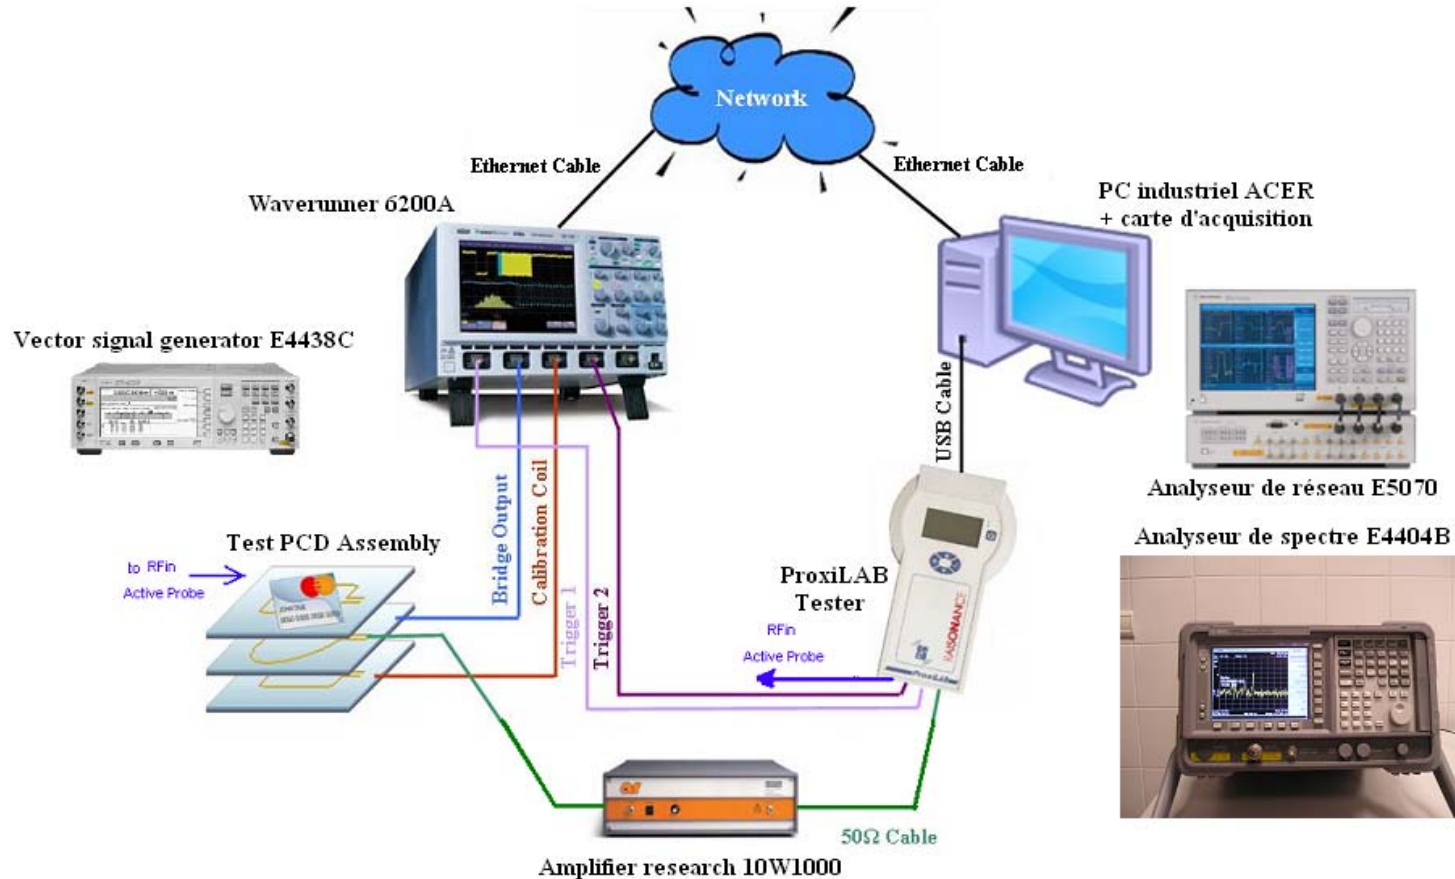 Network
Ethernet Cable
Ethernet Cable
Waverunner 6200A
PC industriel ACER
+ carte d'acquisition
Vector signal generator E4438C
USB Cable
Analyseur de réseau E5070
Analyseur de spectre E4404B
Test PCD Assembly
to RFin
Active Probe
Bridge Output
Calibration Coil
Trigger 1
Trigger 2
ProxiLAB
Tester
RFin
Active Probe
RAISONANCE
ProxiLAB
50Ω Cable
Amplifier research 10W1000